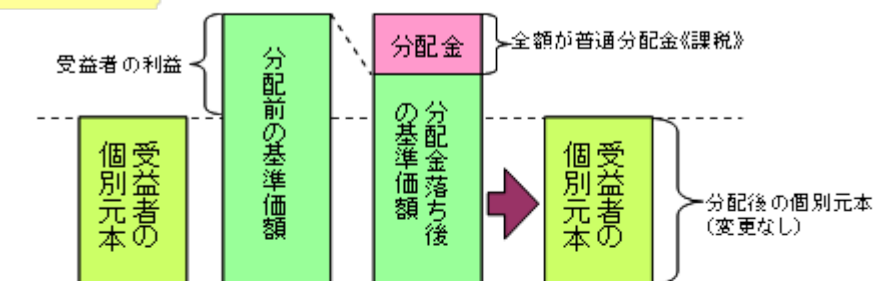 受益者の利益
分配前の基準価額
分配金
全額が普通分配金《課税》
受益者の
個別元本
分配金落ち後
の基準価額
受益者の
個別元本
分配後の個別元本
（変更なし）